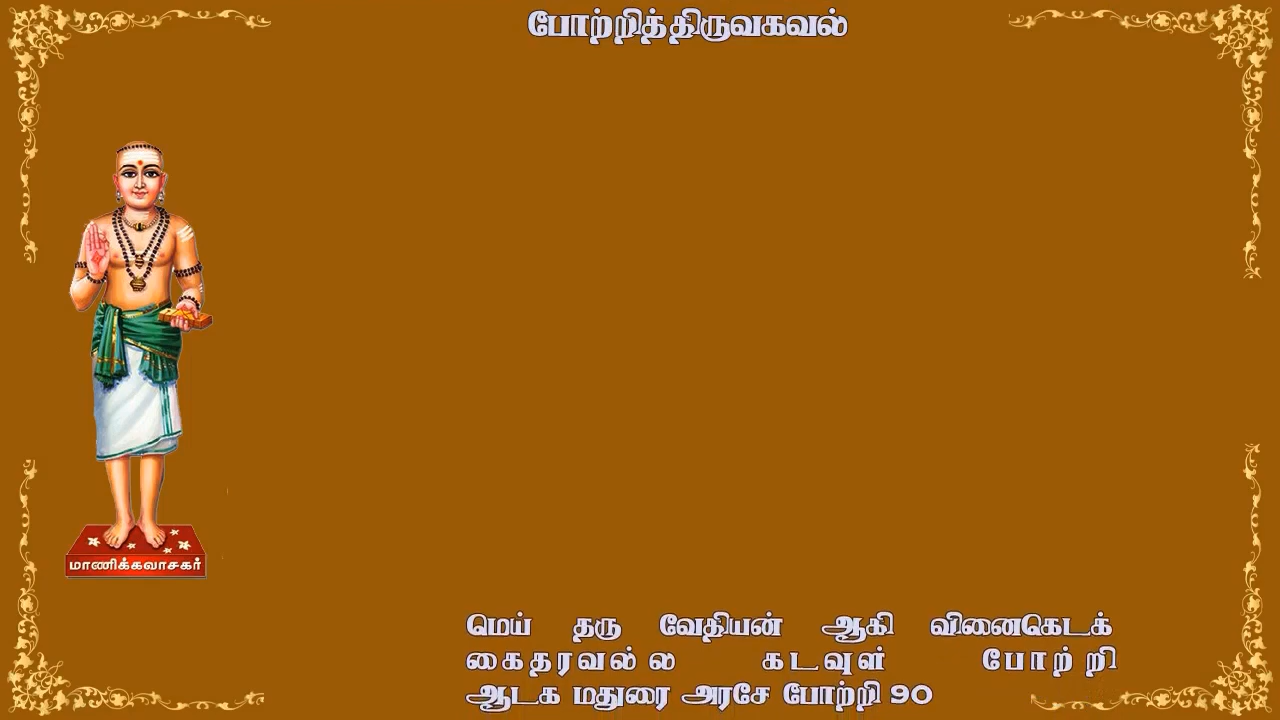 போற்றித்திருவகவல்
மாணிக்கவாசகர்
மெய் தரு வேதியன் ஆகி வினைகெடக்
கைதரவல்ல கடவுள் போற்றி
ஆடக மதுரை அரசே போற்றி 90